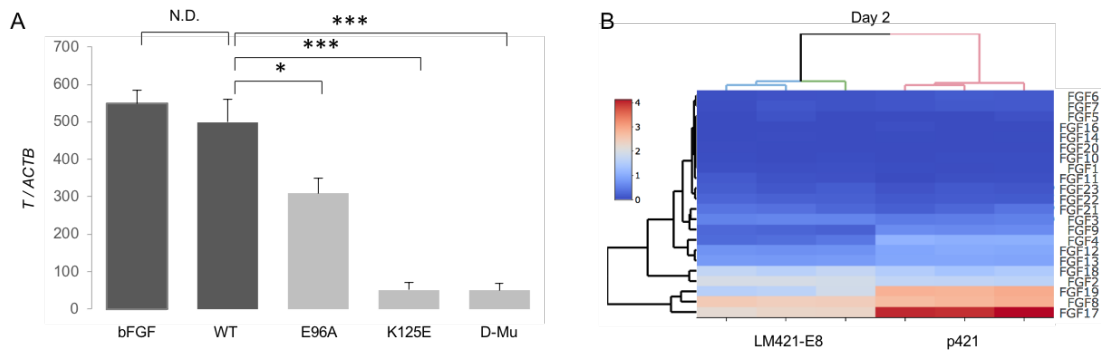 A
N.D.
***
***
*
700
600
500
400
300
200
100
0
T / ACTB
bFGF WT E96A K125E D-Mu
B
Day 2
4
3
2
1
0
FGF6
FGF7
FGF5
FGF16
FGF14
FGF20
FGF10
FGF1
FGF11
FGF23
FGF22
FGF21
FGF3
FGF9
FGF4
FGF12
FGF13
FGF18
FGF2
FGF19
FGF8
FGF17
LM421-E8 p421